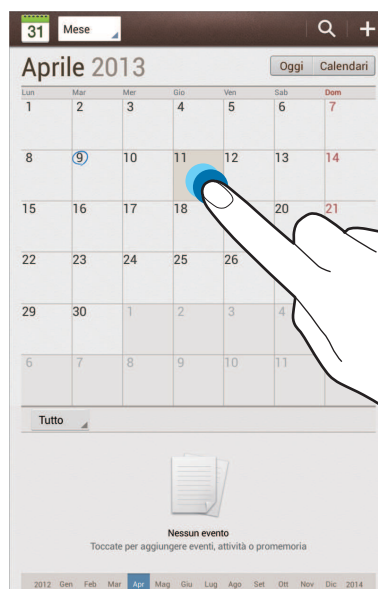 31 Mese
Aprile 2013 Oggi Calendari
Lun Mar Mer Gio Ven Sab Dom
1 2 3 4 5 6 7
8 9 10 11 12 13 14
15 16 17 18 20 21
22 23 24 25 26
29 30 1 2 3 4
6 7 8 9 10 11
Tutto
Nessun evento
Toccate per aggiungere eventi, attività o promemoria
2012 Gen Feb Mar Apr Mag Giu Lug Ago Set Ott Nov Dic 2014